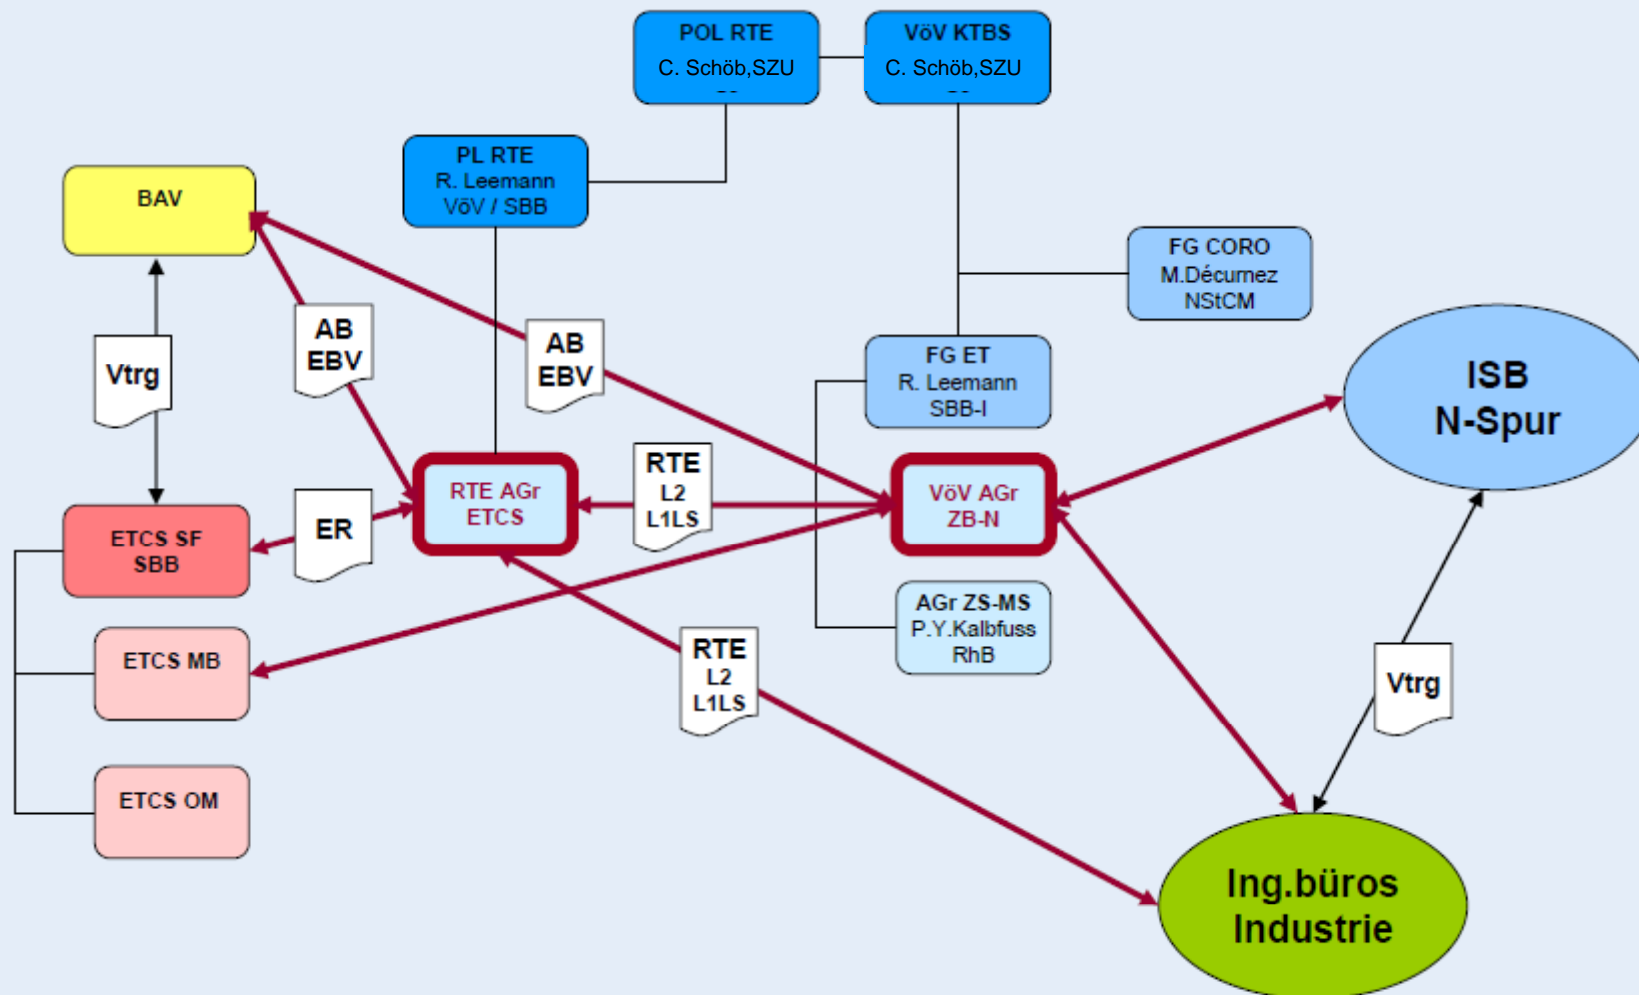 POL RTE
C. Schöb,SZU
VöV KTBS
C. Schöb,SZU
PL RTE
R. Leemann
VöV / SBB
BAV
FG CORO
M.Décurnez
NStCM
AB
EBV
AB
EBV
Vtrg
FG ET
R. Leemann
SBB-I
ISB
N-Spur
RTE
L2
L1LS
RTE AGr
ETCS
VöV AGr
ZB-N
ER
ETCS SF
SBB
AGr ZS-MS
P.Y.Kalbfuss
RhB
ETCS MB
RTE
L2
L1LS
Vtrg
ETCS OM
Ing.büros
Industrie